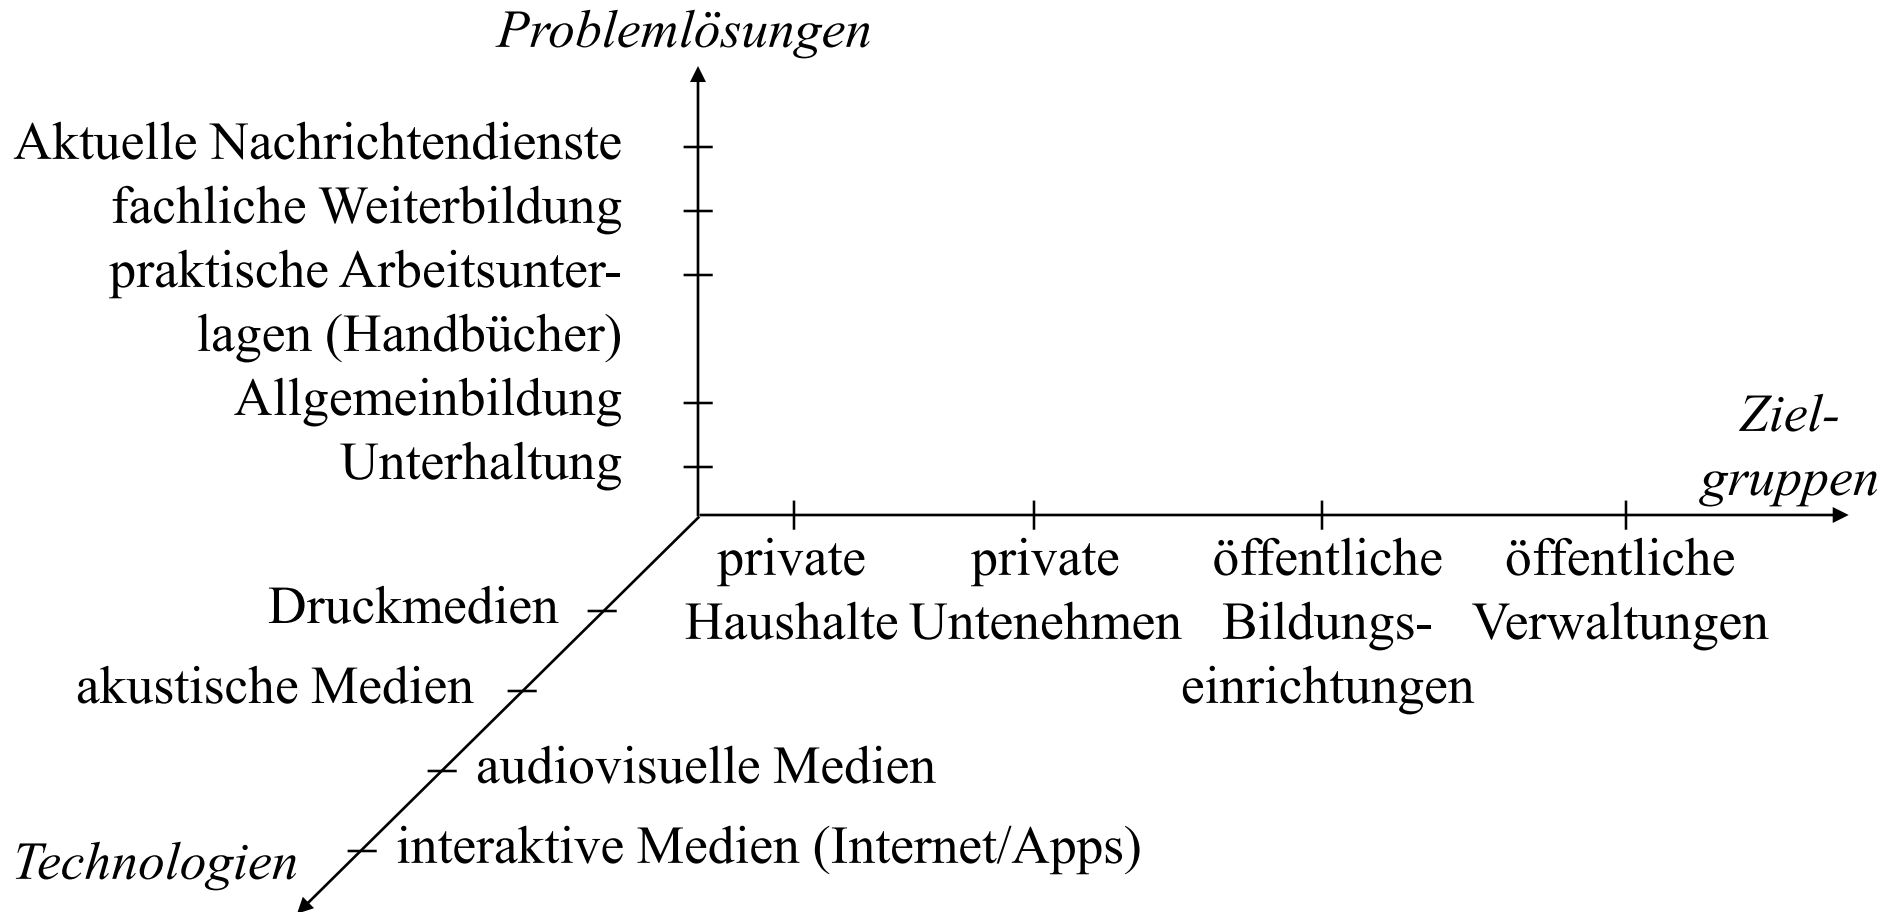 Problemlösungen
Aktuelle Nachrichtendienste
fachliche Weiterbildung
praktische Arbeitsunter-
lagen (Handbücher)
Allgemeinbildung
Unterhaltung
Ziel-
gruppen
private
Haushalte
private
Untenehmen
öffentliche
Bildungs-
einrichtungen
öffentliche
Verwaltungen
Druckmedien
akustische Medien
audiovisuelle Medien
interaktive Medien (Internet/Apps)
Technologien